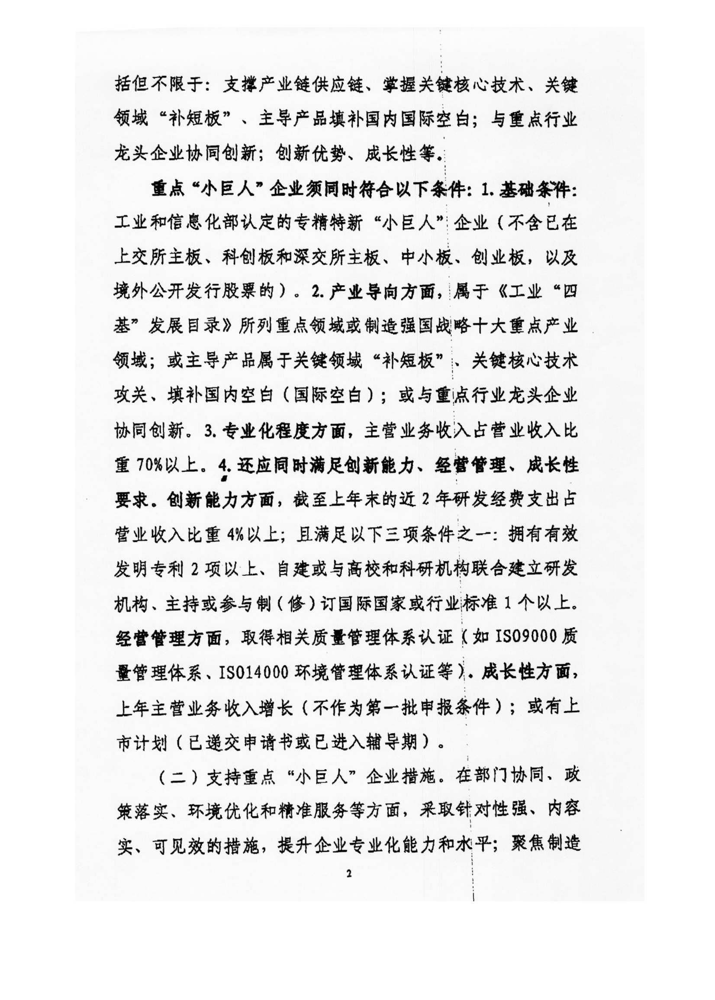 括但不限于：支撑产业链供应链、掌握关键核心技术、关键
领域“补短板”、主导产品填补国内国际空白；与重点行业
龙头企业协同创新；创新优势、成长性等。
重点“小巨人”企业须同时符合以下条件：1.基础条件：
工业和信息化部认定的专精特新“小巨人”企业（不含已在
上交所主板、科创板和深交所主板、中小板、创业板，以及
境外公开发行股票的）。2.产业导向方面，属于《工业“四
基”发展目录》所列重点领域或制造强国战略十大重点产业
领域；或主导产品属于关键领域“补短板”、关键核心技术
攻关、填补国内空白（国际空白）；或与重点行业龙头企业
协同创新。3.专业化程度方面，主营业务收入占营业收入比
重 70%以上。4.还应同时满足创新能力、经营管理、成长性
要求。创新能力方面，截至上年末的近 2 年研发经费支出占
营业收入比重 4%以上；且满足以下三项条件之一：拥有有效
发明专利 2 项以上、自建或与高校和科研机构联合建立研发
机构、主持或参与制（修）订国际国家或行业标准 1 个以上。
经营管理方面，取得相关质量管理体系认证（如 ISO9000 质
量管理体系、ISO14000 环境管理体系认证等）。成长性方面，
上年主营业务收入增长（不作为第一批申报条件）；或有上
市计划（已递交申请书或已进入辅导期）。
（二）支持重点“小巨人”企业措施。在部门协同、政
策落实、环境优化和精准服务等方面，采取针对性强、内容
实、可见效的措施，提升企业专业化能力和水平；聚焦制造
2